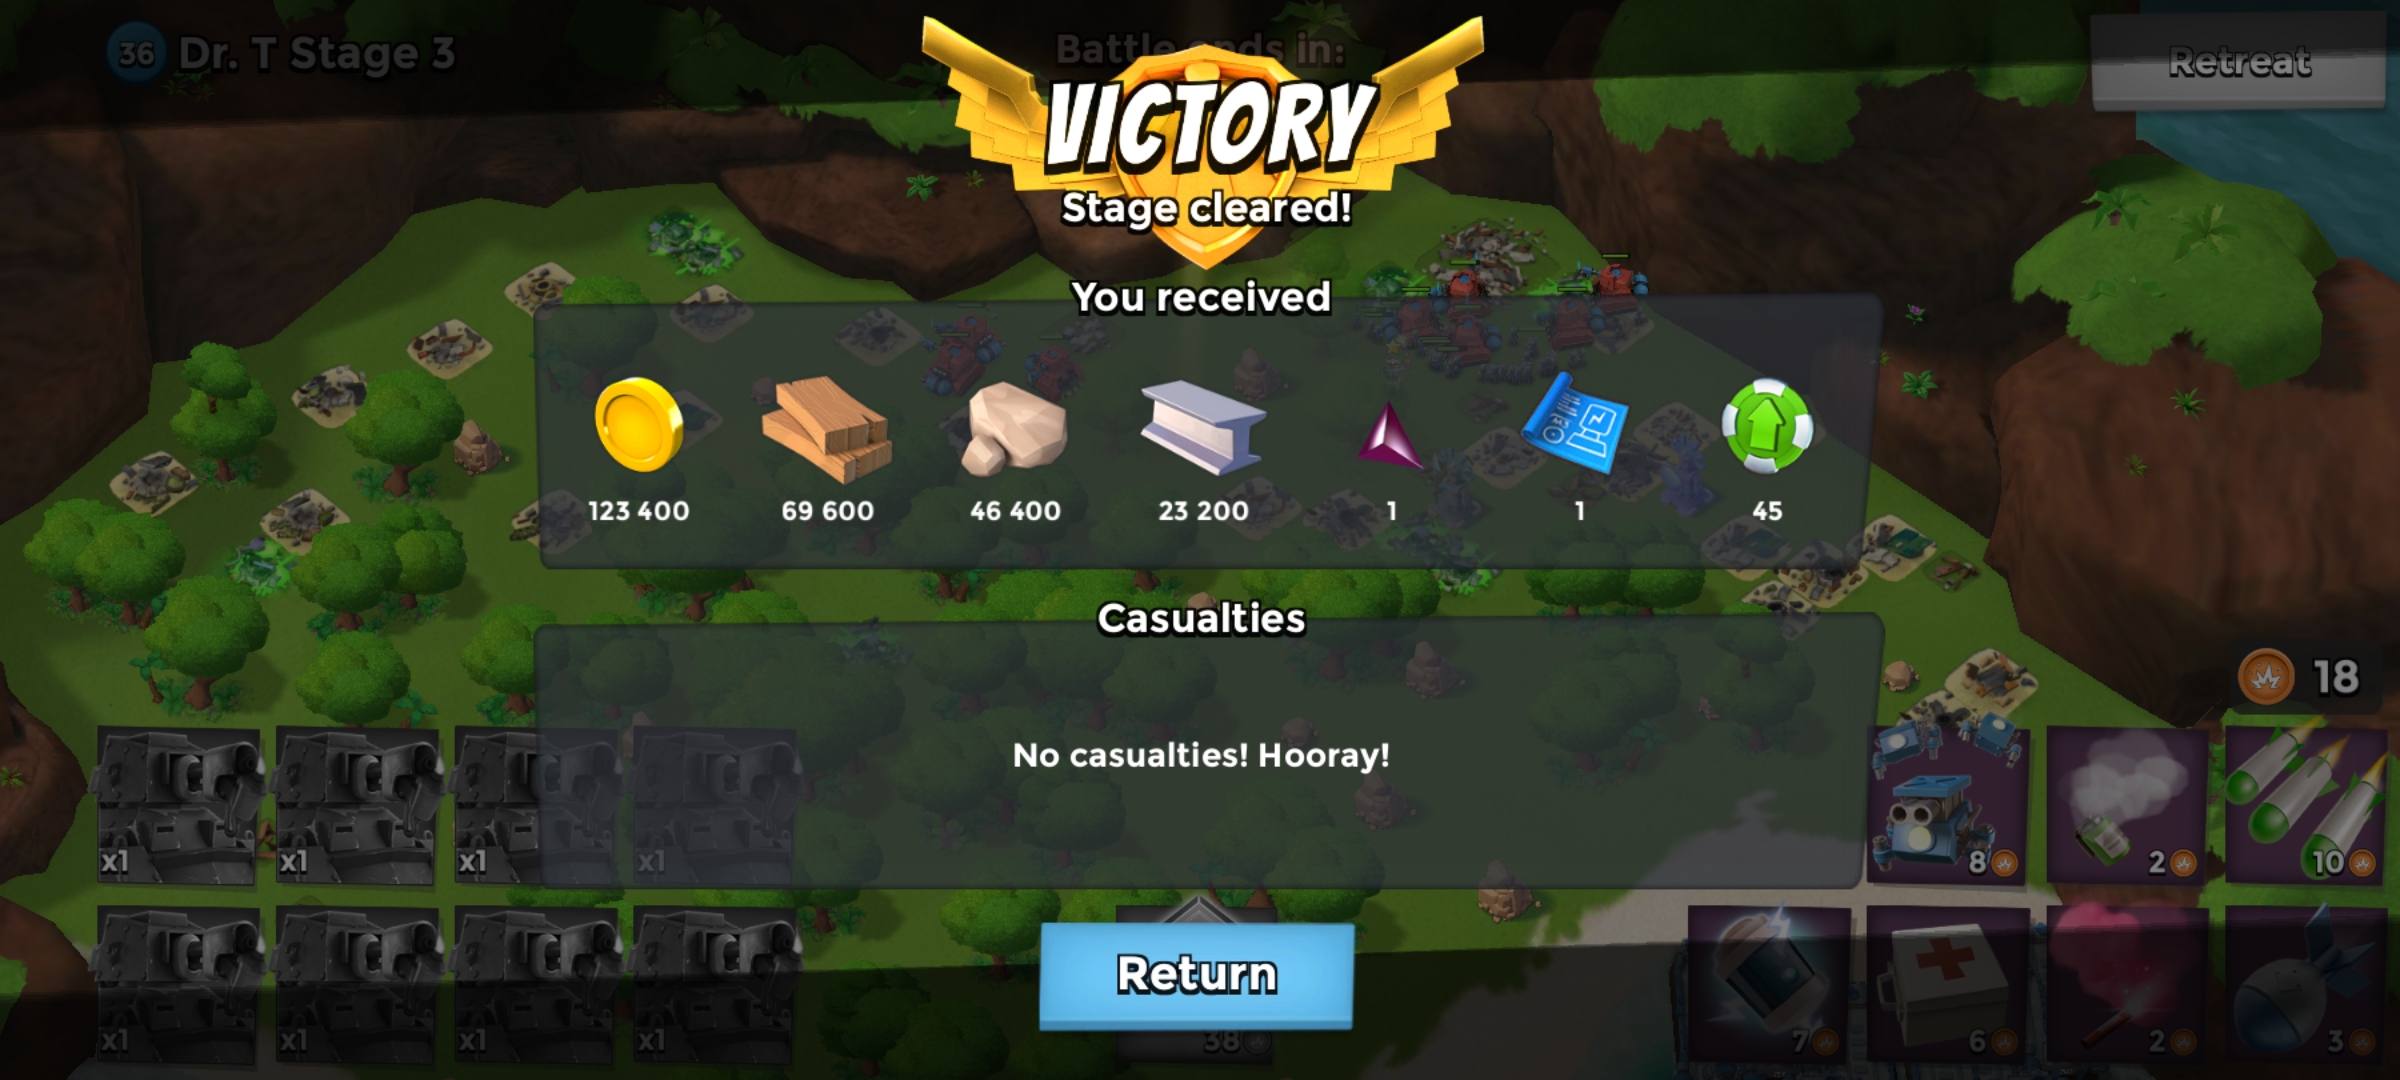 36 Dr. T Stage 3
Battle ends in:
Retreat
VICTORY
Stage cleared!
You received
123 400
69 600
46 400
23 200
1
1
45
Casualties
No casualties! Hooray!
18
x1
x1
x1
x1
8
2
10
x1
x1
x1
x1
Return
38
7
6
2
3